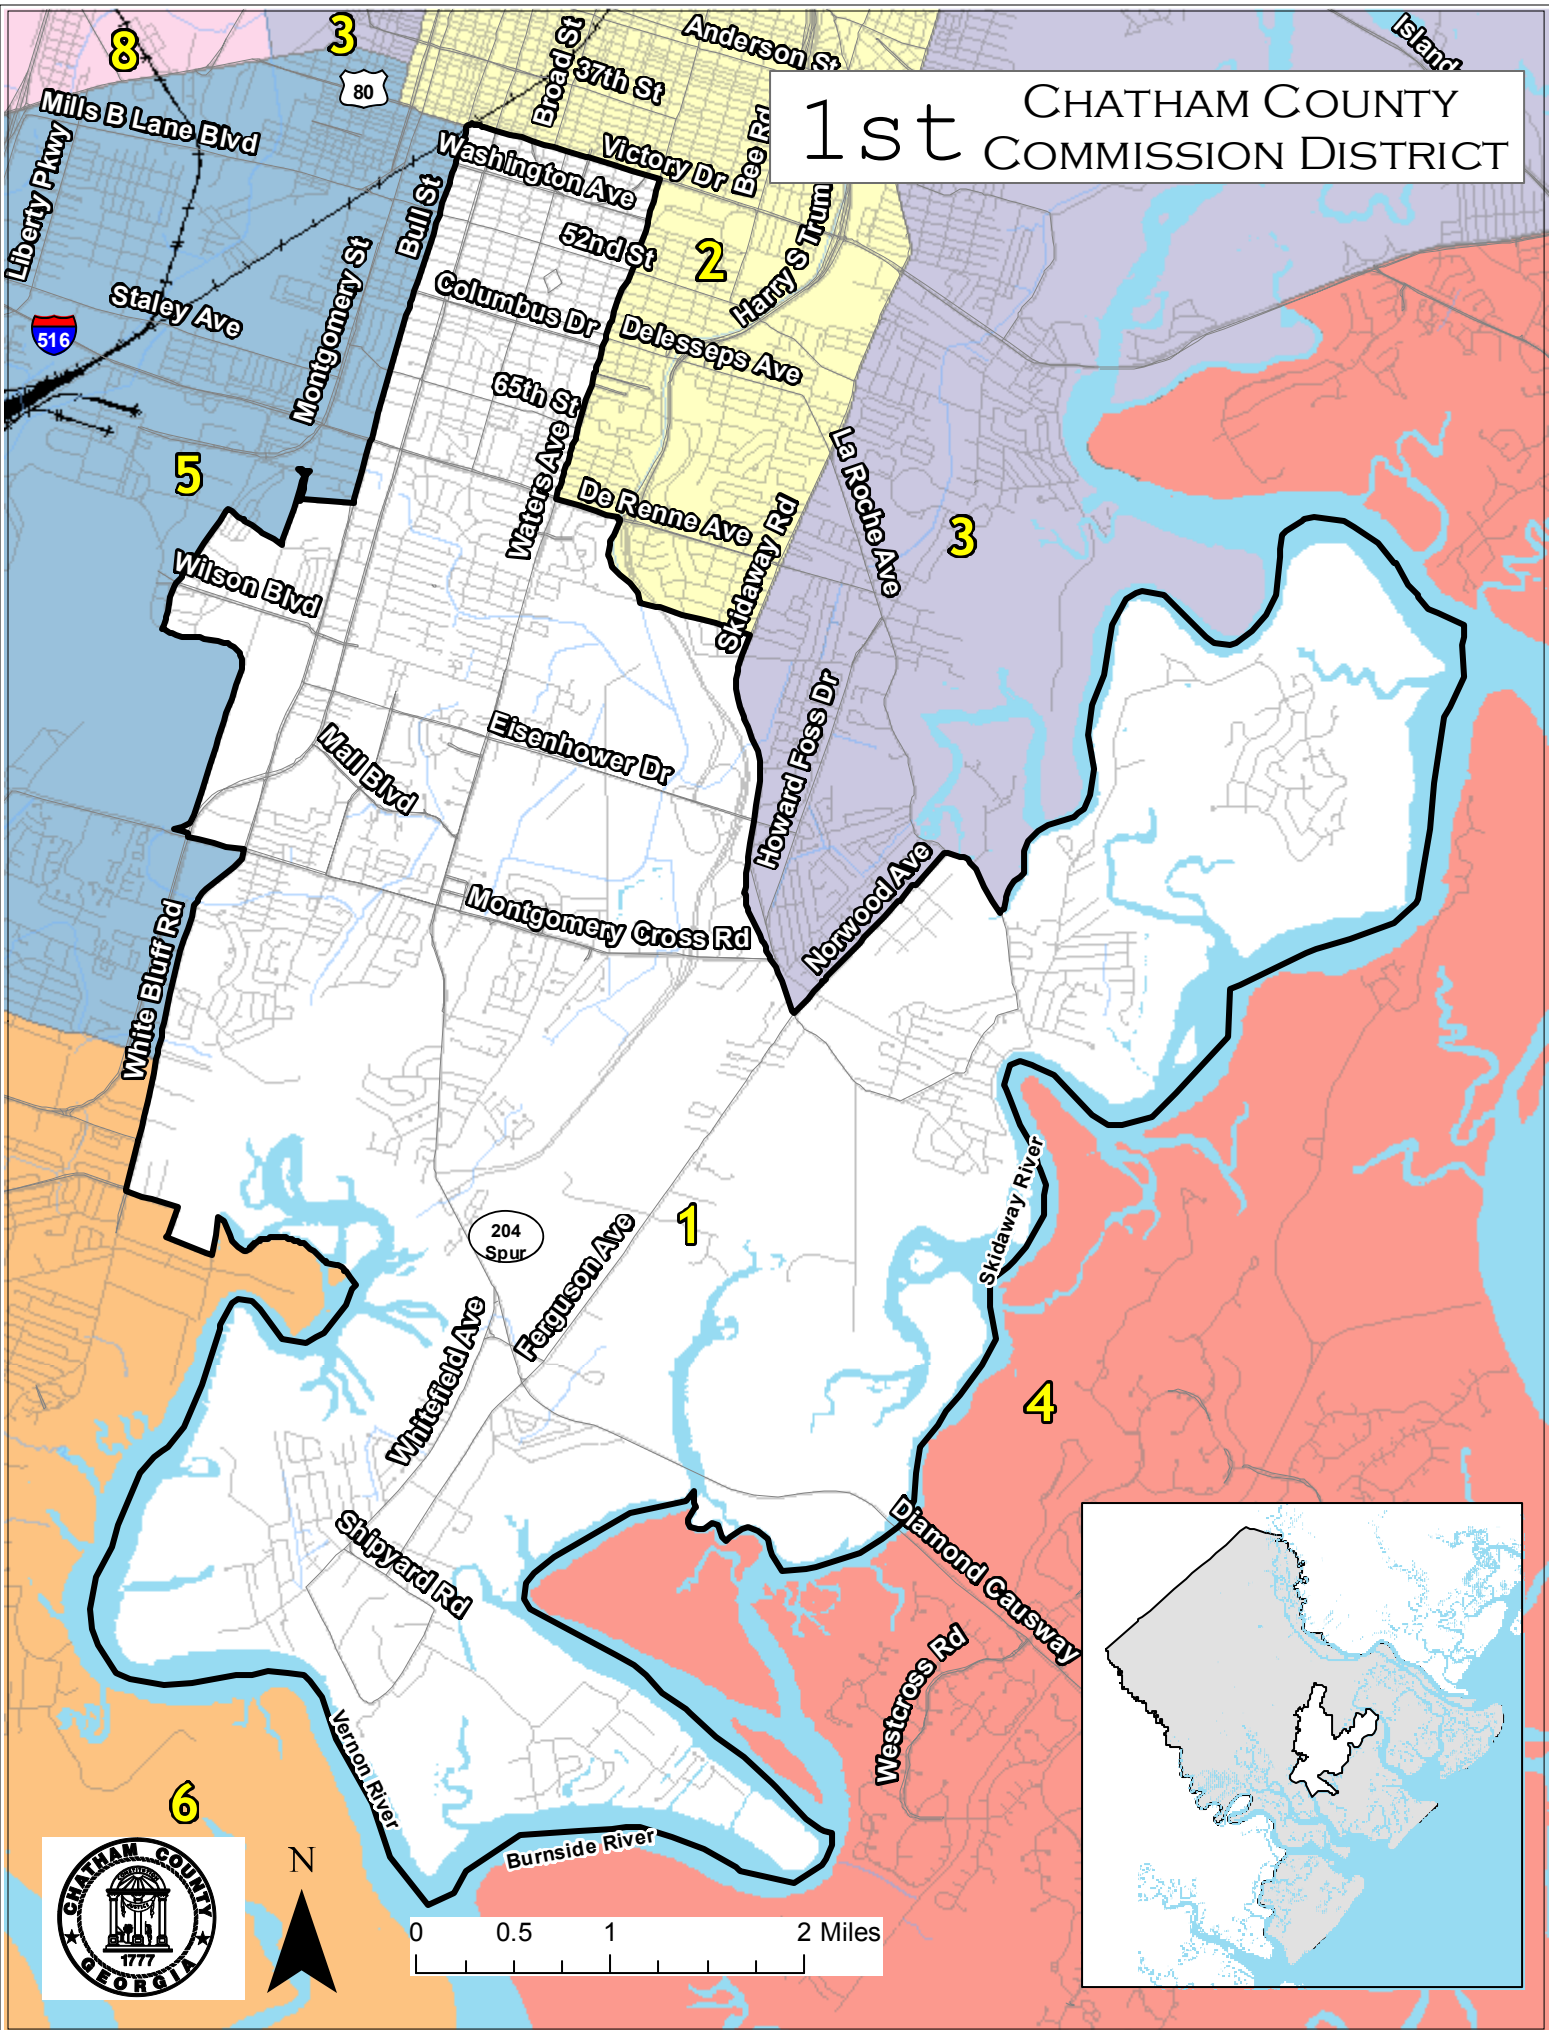 8
3
80
Mills B Lane Blvd
Liberty Pkwy
Broad St
37th St
Anderson St
Island
1st
CHATHAM COUNTY
COMMISSION DISTRICT
Washington Ave
Victory Dr
Bee Rd
Bull St
52nd St
2
Harry S Trum
Staley Ave
516
Montgomery St
Columbus Dr
Delesseps Ave
65th St
Waters Ave
5
De Renne Ave
La Roche Ave
3
Skidaway Rd
Wilson Blvd
Eisenhower Dr
Mall Blvd
Howard Foss Dr
Norwood Ave
Montgomery Cross Rd
White Bluff Rd
Skidaway River
1
204
Spur
Ferguson Ave
Whitefield Ave
4
Shipyard Rd
Diamond Causway
Westcross Rd
Vernon River
6
Burnside River
CHATHAM COUNTY
1777
GEORGIA
N
0 0.5 1 2 Miles